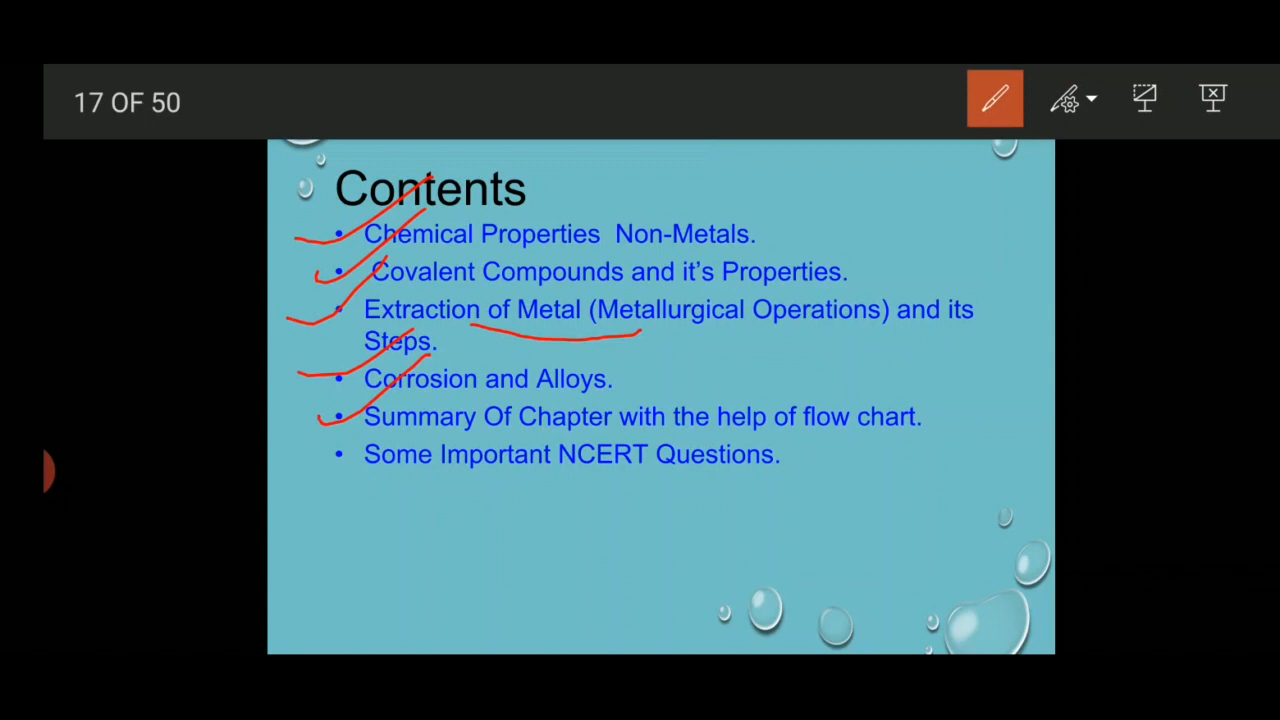 17 OF 50
Contents
• Chemical Properties Non-Metals.
• Covalent Compounds and it's Properties.
• Extraction of Metal (Metallurgical Operations) and its
Steps.
• Corrosion and Alloys.
• Summary Of Chapter with the help of flow chart.
• Some Important NCERT Questions.